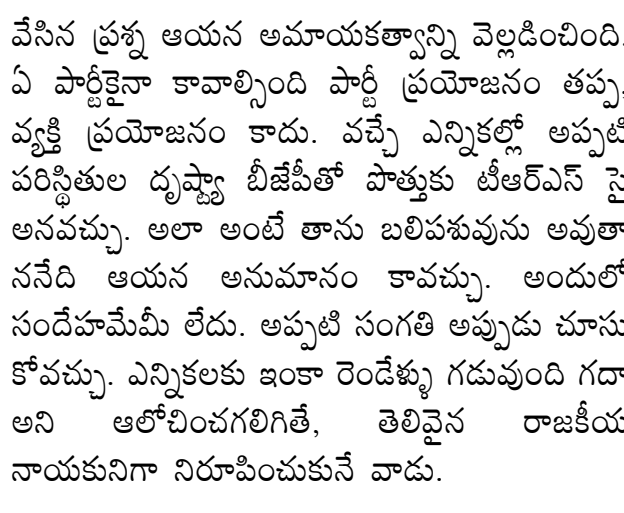 వేసిన ప్రశ్న ఆయన అమాయకత్వాన్ని వెల్లడించింది.
ఏ పార్టీకైనా కావాల్సింది పార్టీ ప్రయోజనం తప్ప,
వ్యక్తి ప్రయోజనం కాదు. వచ్చే ఎన్నికల్లో అప్పటి
పరిస్థితుల దృష్ట్యా బీజేపీతో పొత్తుకు టీఆర్ఎస్ సై
అనవచ్చు. అలా అంటే తాను బలిపశువును అవుతా
ననేది ఆయన అనుమానం కావచ్చు. అందులో
సందేహమేమీ లేదు. అప్పటి సంగతి అప్పుడు చూసు
కోవచ్చు. ఎన్నికలకు ఇంకా రెండేళ్ళు గడువుంది గదా
అని ఆలోచించగలిగితే, తెలివైన రాజకీయ
నాయకునిగా నిరూపించుకునే వాడు.